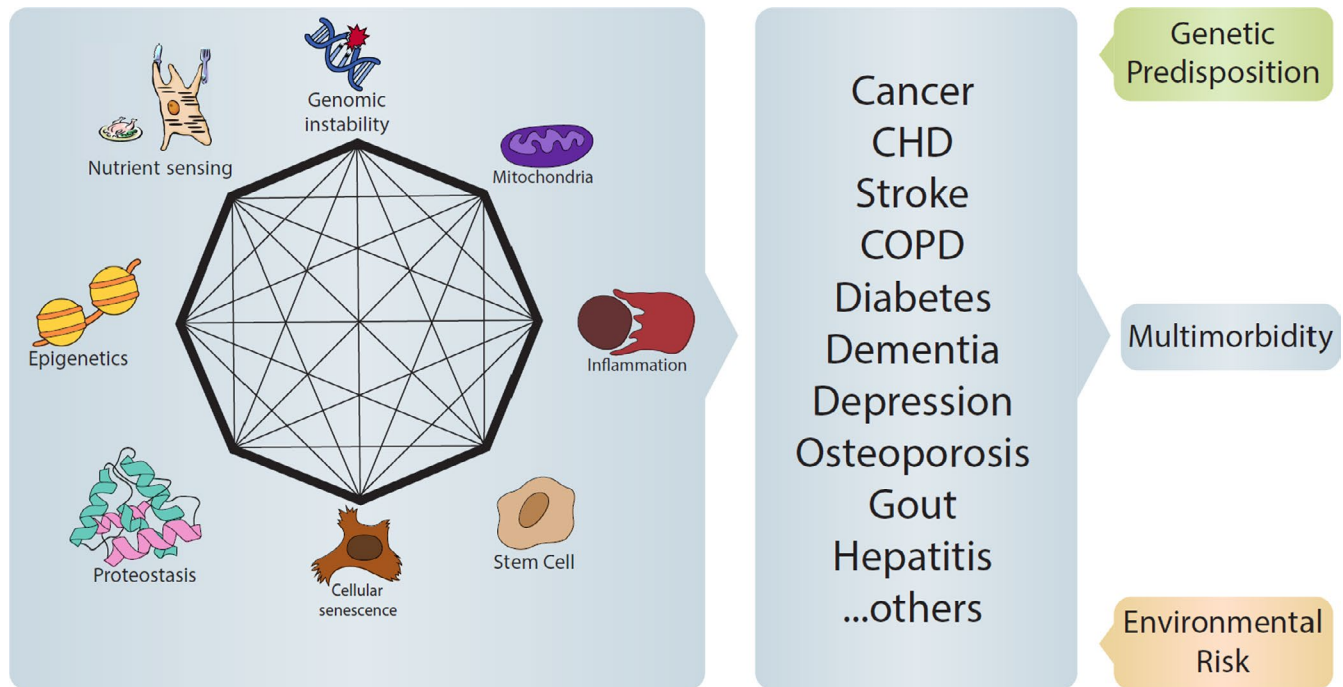 Genomic
instability
Nutrient sensing
Mitochondria
Epigenetics
Inflammation
Proteostasis
Stem Cell
Cellular
senescence
Cancer
CHD
Stroke
COPD
Diabetes
Dementia
Depression
Osteoporosis
Gout
Hepatitis
...others
Genetic
Predisposition
Multimorbidity
Environmental
Risk